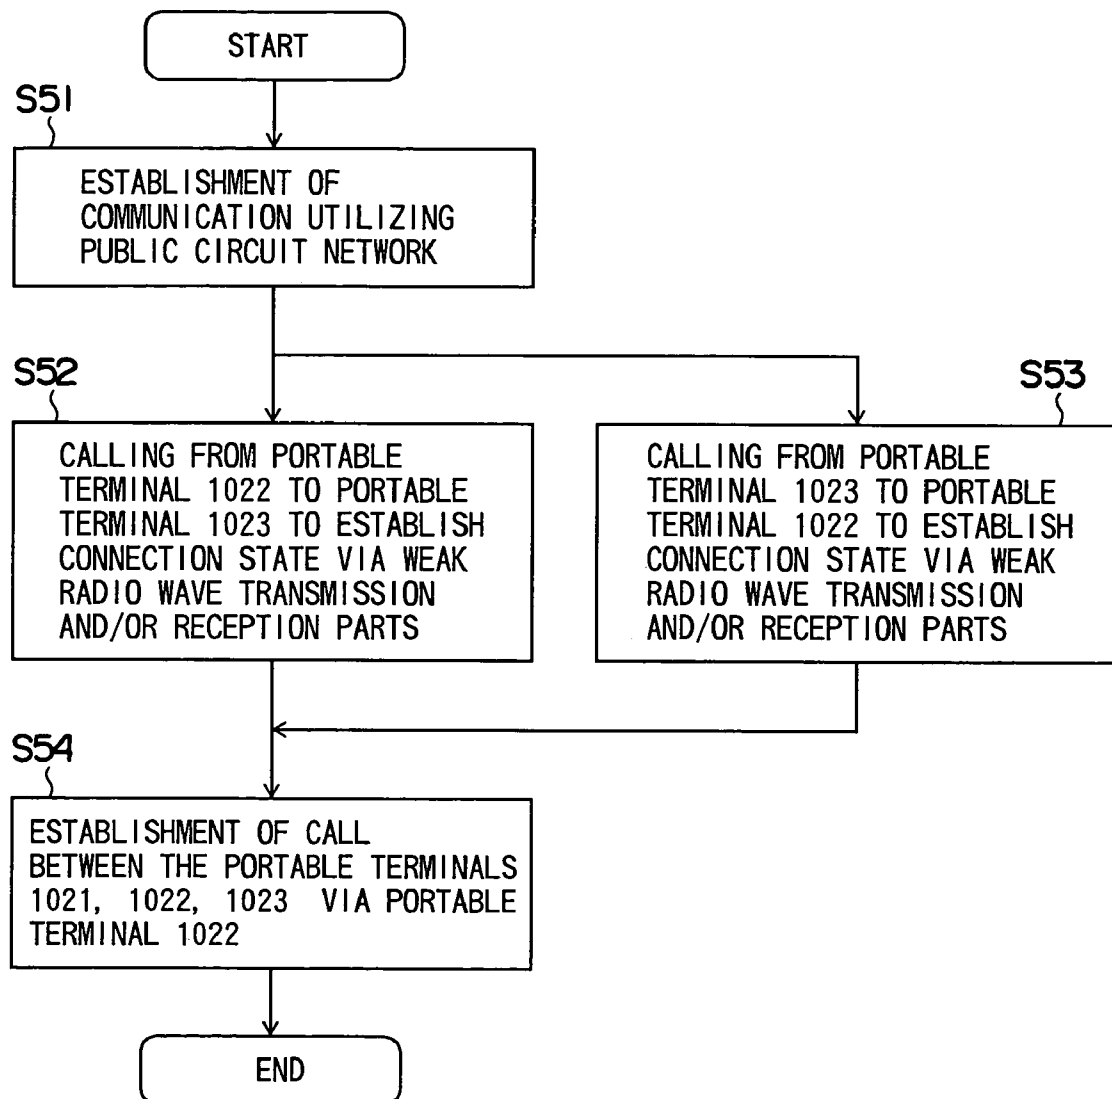 START
S51
ESTABLISHMENT OF
COMMUNICATION UTILIZING
PUBLIC CIRCUIT NETWORK
S52
CALLING FROM PORTABLE
TERMINAL 1022 TO PORTABLE
TERMINAL 1023 TO ESTABLISH
CONNECTION STATE VIA WEAK
RADIO WAVE TRANSMISSION
AND/OR RECEPTION PARTS
S53
CALLING FROM PORTABLE
TERMINAL 1023 TO PORTABLE
TERMINAL 1022 TO ESTABLISH
CONNECTION STATE VIA WEAK
RADIO WAVE TRANSMISSION
AND/OR RECEPTION PARTS
S54
ESTABLISHMENT OF CALL
BETWEEN THE PORTABLE TERMINALS
1021, 1022, 1023 VIA PORTABLE
TERMINAL 1022
END